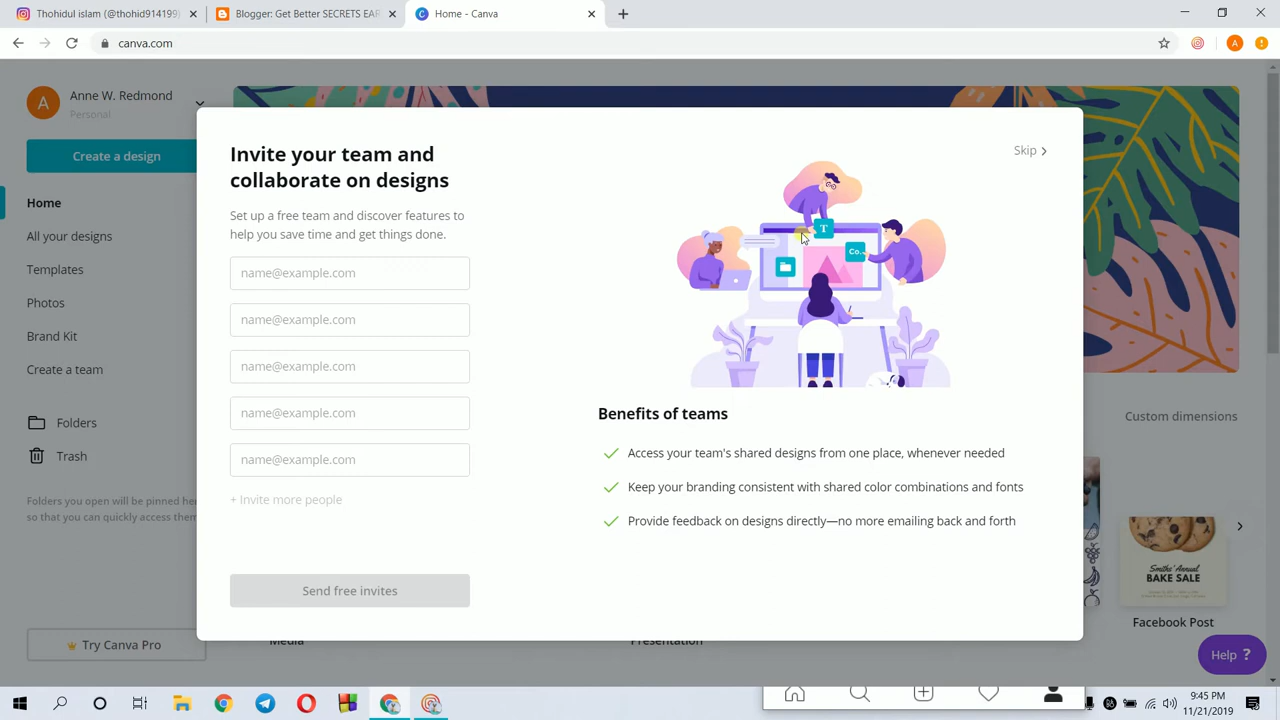 Thohidul islam (@thohid914199)
Blogger: Get Better SECRETS EAR
Home - Canva
canva.com
A
A
Anne W. Redmond
Personal
Create a design
Home
All your designs
Templates
Photos
Brand Kit
Create a team
Folders
Trash
Folders you open will be pinned here
so that you can quickly access them
Try Canva Pro
Invite your team and
collaborate on designs
Set up a free team and discover features to
help you save time and get things done.
name@example.com
name@example.com
name@example.com
name@example.com
name@example.com
+ Invite more people
Send free invites
Skip
T
Co.
Benefits of teams
Access your team's shared designs from one place, whenever needed
Keep your branding consistent with shared color combinations and fonts
Provide feedback on designs directly—no more emailing back and forth
Custom dimensions
Smiths' Annual
BAKE SALE
Facebook Post
Media
Presentation
Help ?
9:45 PM
11/21/2019